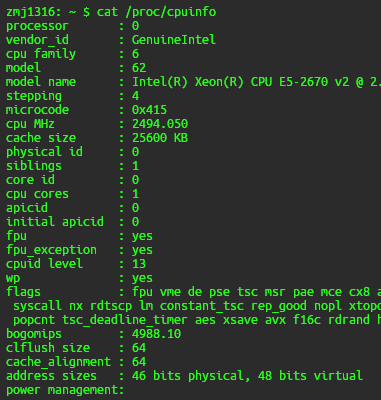 zmj1316: ~ $ cat /proc/cpuinfo
processor : 0
vendor_id : GenuineIntel
cpu family : 6
model : 62
model name : Intel(R) Xeon(R) CPU E5-2670 v2 @ 2.
stepping : 4
microcode : 0x415
cpu MHz : 2494.050
cache size : 25600 KB
physical id : 0
siblings : 1
core id : 0
cpu cores : 1
apicid : 0
initial apicid : 0
fpu : yes
fpu_exception : yes
cpuid level : 13
wp : yes
flags : fpu vme de pse tsc msr pae mce cx8 a
syscall nx rdtscp lm constant_tsc rep_good nopl xtopo
popcnt tsc_deadline_timer aes xsave avx f16c rdrand h
bogomips : 4988.10
clflush size : 64
cache_alignment : 64
address sizes : 46 bits physical, 48 bits virtual
power management: